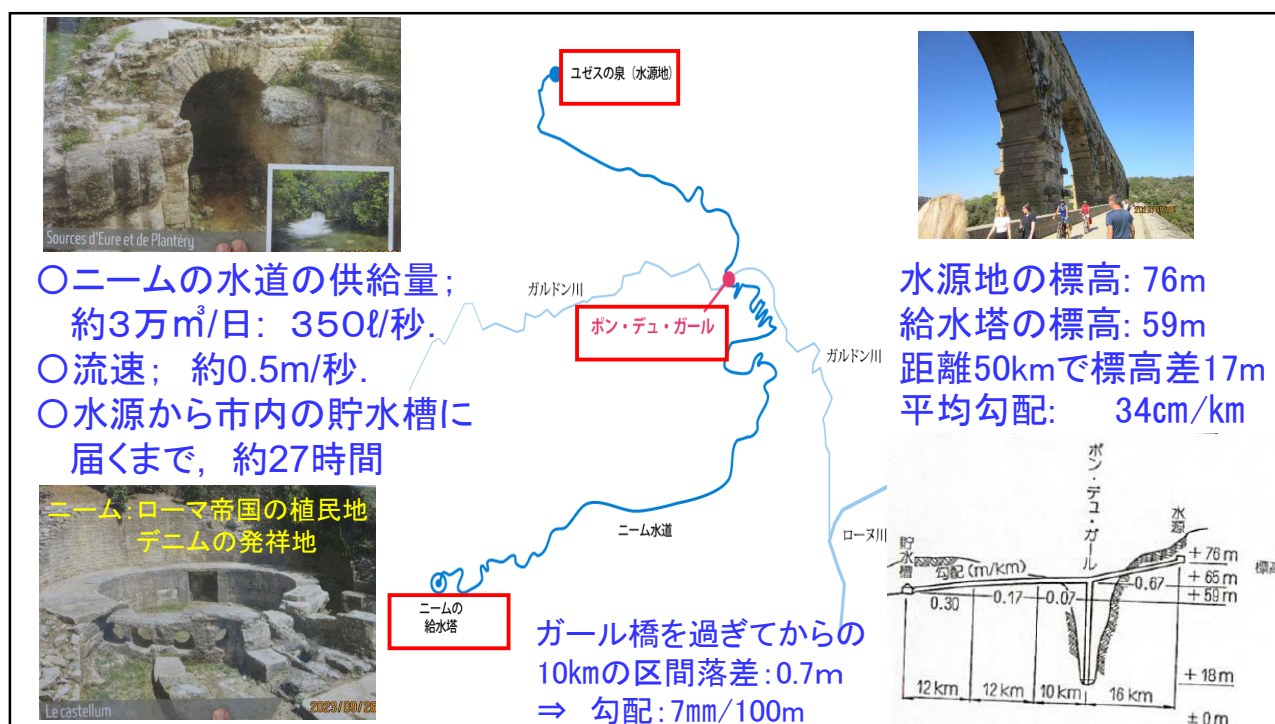 Sources d'Eure et de Plantéry
○ニームの水道の供給量;
約3万㎥/日: 350ℓ/秒.
○流速; 約0.5m/秒.
○水源から市内の貯水槽に
届くまで, 約27時間
ニーム:ローマ帝国の植民地
デニムの発祥地
Le castellum
2023/09/26
ユゼスの泉 (水源地)
ガルドン川
ポン・デュ・ガール
ガルドン川
ニーム水道
ローヌ川
ニームの
給水塔
ガール橋を過ぎてからの
10kmの区間落差:0.7m
⇒ 勾配:7mm/100m
水源地の標高: 76m
給水塔の標高: 59m
距離50kmで標高差17m
平均勾配: 34cm/km
ポン・デュ・ガール
水源
貯水槽
勾配(m/km)
+76m
標高
+65m
+59m
0.30
0.17
0.07
0.67
+18m
12km
12km
10km
16km
±0m